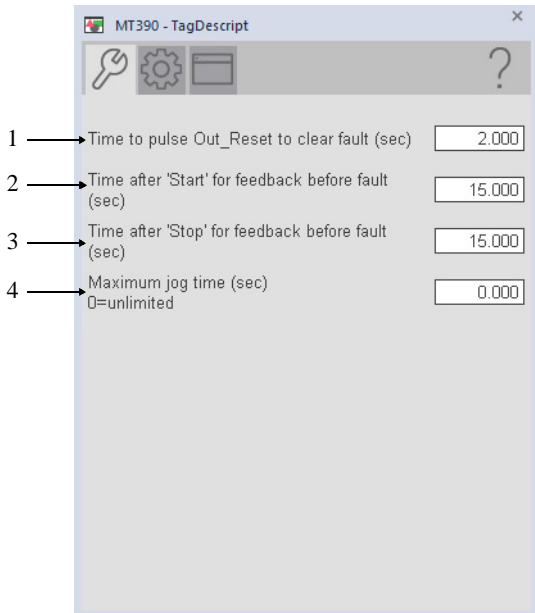 MT390 - TagDescript
×
?
1
Time to pulse Out_Reset to clear fault (sec)
2.000
2
Time after 'Start' for feedback before fault
(sec)
15.000
3
Time after 'Stop' for feedback before fault
(sec)
15.000
4
Maximum jog time (sec)
0=unlimited
0.000